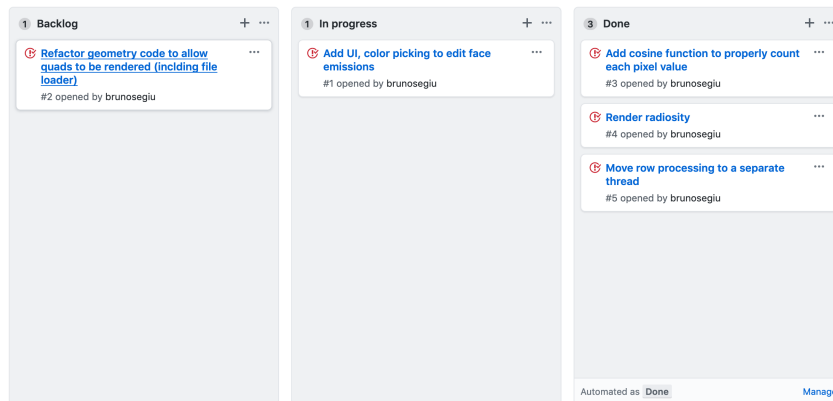 1 Backlog
Refactor geometry code to allow
quads to be rendered (inclding file
loader)
#2 opened by brunosegiu
1 In progress
Add UI, color picking to edit face
emissions
#1 opened by brunosegiu
3 Done
Add cosine function to properly count
each pixel value
#3 opened by brunosegiu
Render radiosity
#4 opened by brunosegiu
Move row processing to a separate
thread
#5 opened by brunosegiu
Automated as Done
Manage